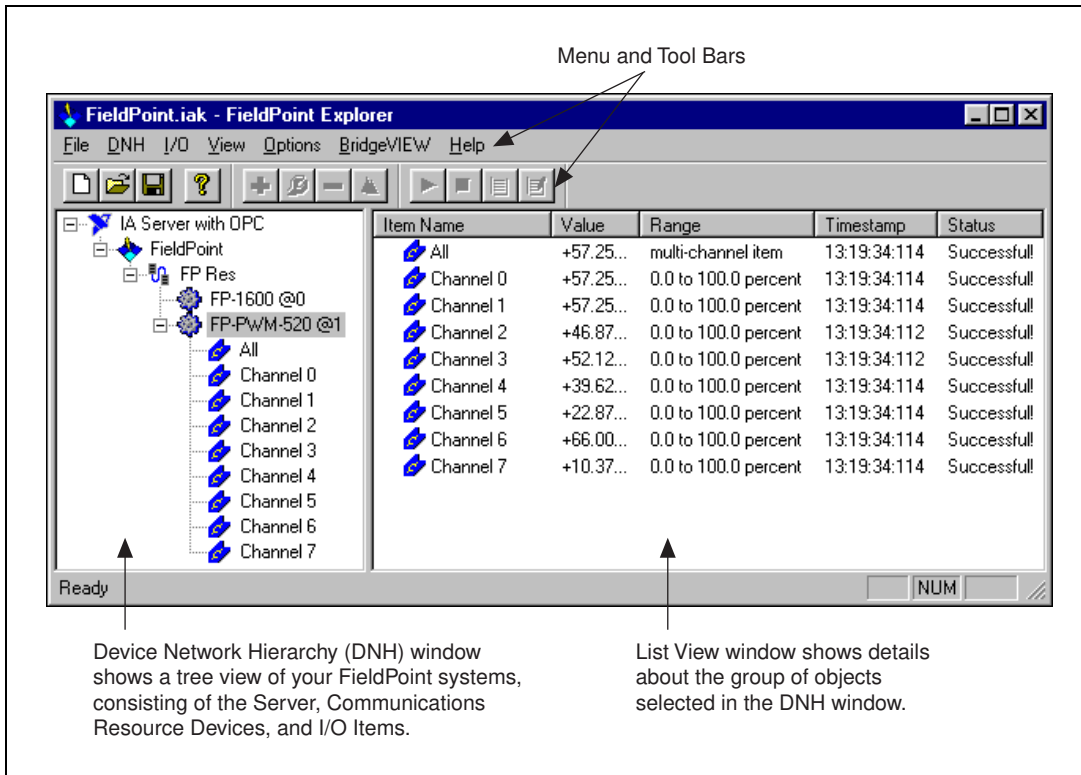 Menu and Tool Bars
FieldPoint.iak - FieldPoint Explorer
File DNH I/O View Options BridgeVIEW Help
IA Server with OPC
FieldPoint
FP Res
FP-1600 @0
FP-PWM-520 @1
All
Channel 0
Channel 1
Channel 2
Channel 3
Channel 4
Channel 5
Channel 6
Channel 7
Item Name Value Range Timestamp Status
All +57.25... multi-channel item 13:19:34:114 Successful!
Channel 0 +57.25... 0.0 to 100.0 percent 13:19:34:114 Successful!
Channel 1 +57.25... 0.0 to 100.0 percent 13:19:34:114 Successful!
Channel 2 +46.87... 0.0 to 100.0 percent 13:19:34:112 Successful!
Channel 3 +52.12... 0.0 to 100.0 percent 13:19:34:112 Successful!
Channel 4 +39.62... 0.0 to 100.0 percent 13:19:34:114 Successful!
Channel 5 +22.87... 0.0 to 100.0 percent 13:19:34:114 Successful!
Channel 6 +66.00... 0.0 to 100.0 percent 13:19:34:114 Successful!
Channel 7 +10.37... 0.0 to 100.0 percent 13:19:34:114 Successful!
Ready NUM
Device Network Hierarchy (DNH) window
shows a tree view of your FieldPoint systems,
consisting of the Server, Communications
Resource Devices, and I/O Items.
List View window shows details
about the group of objects
selected in the DNH window.